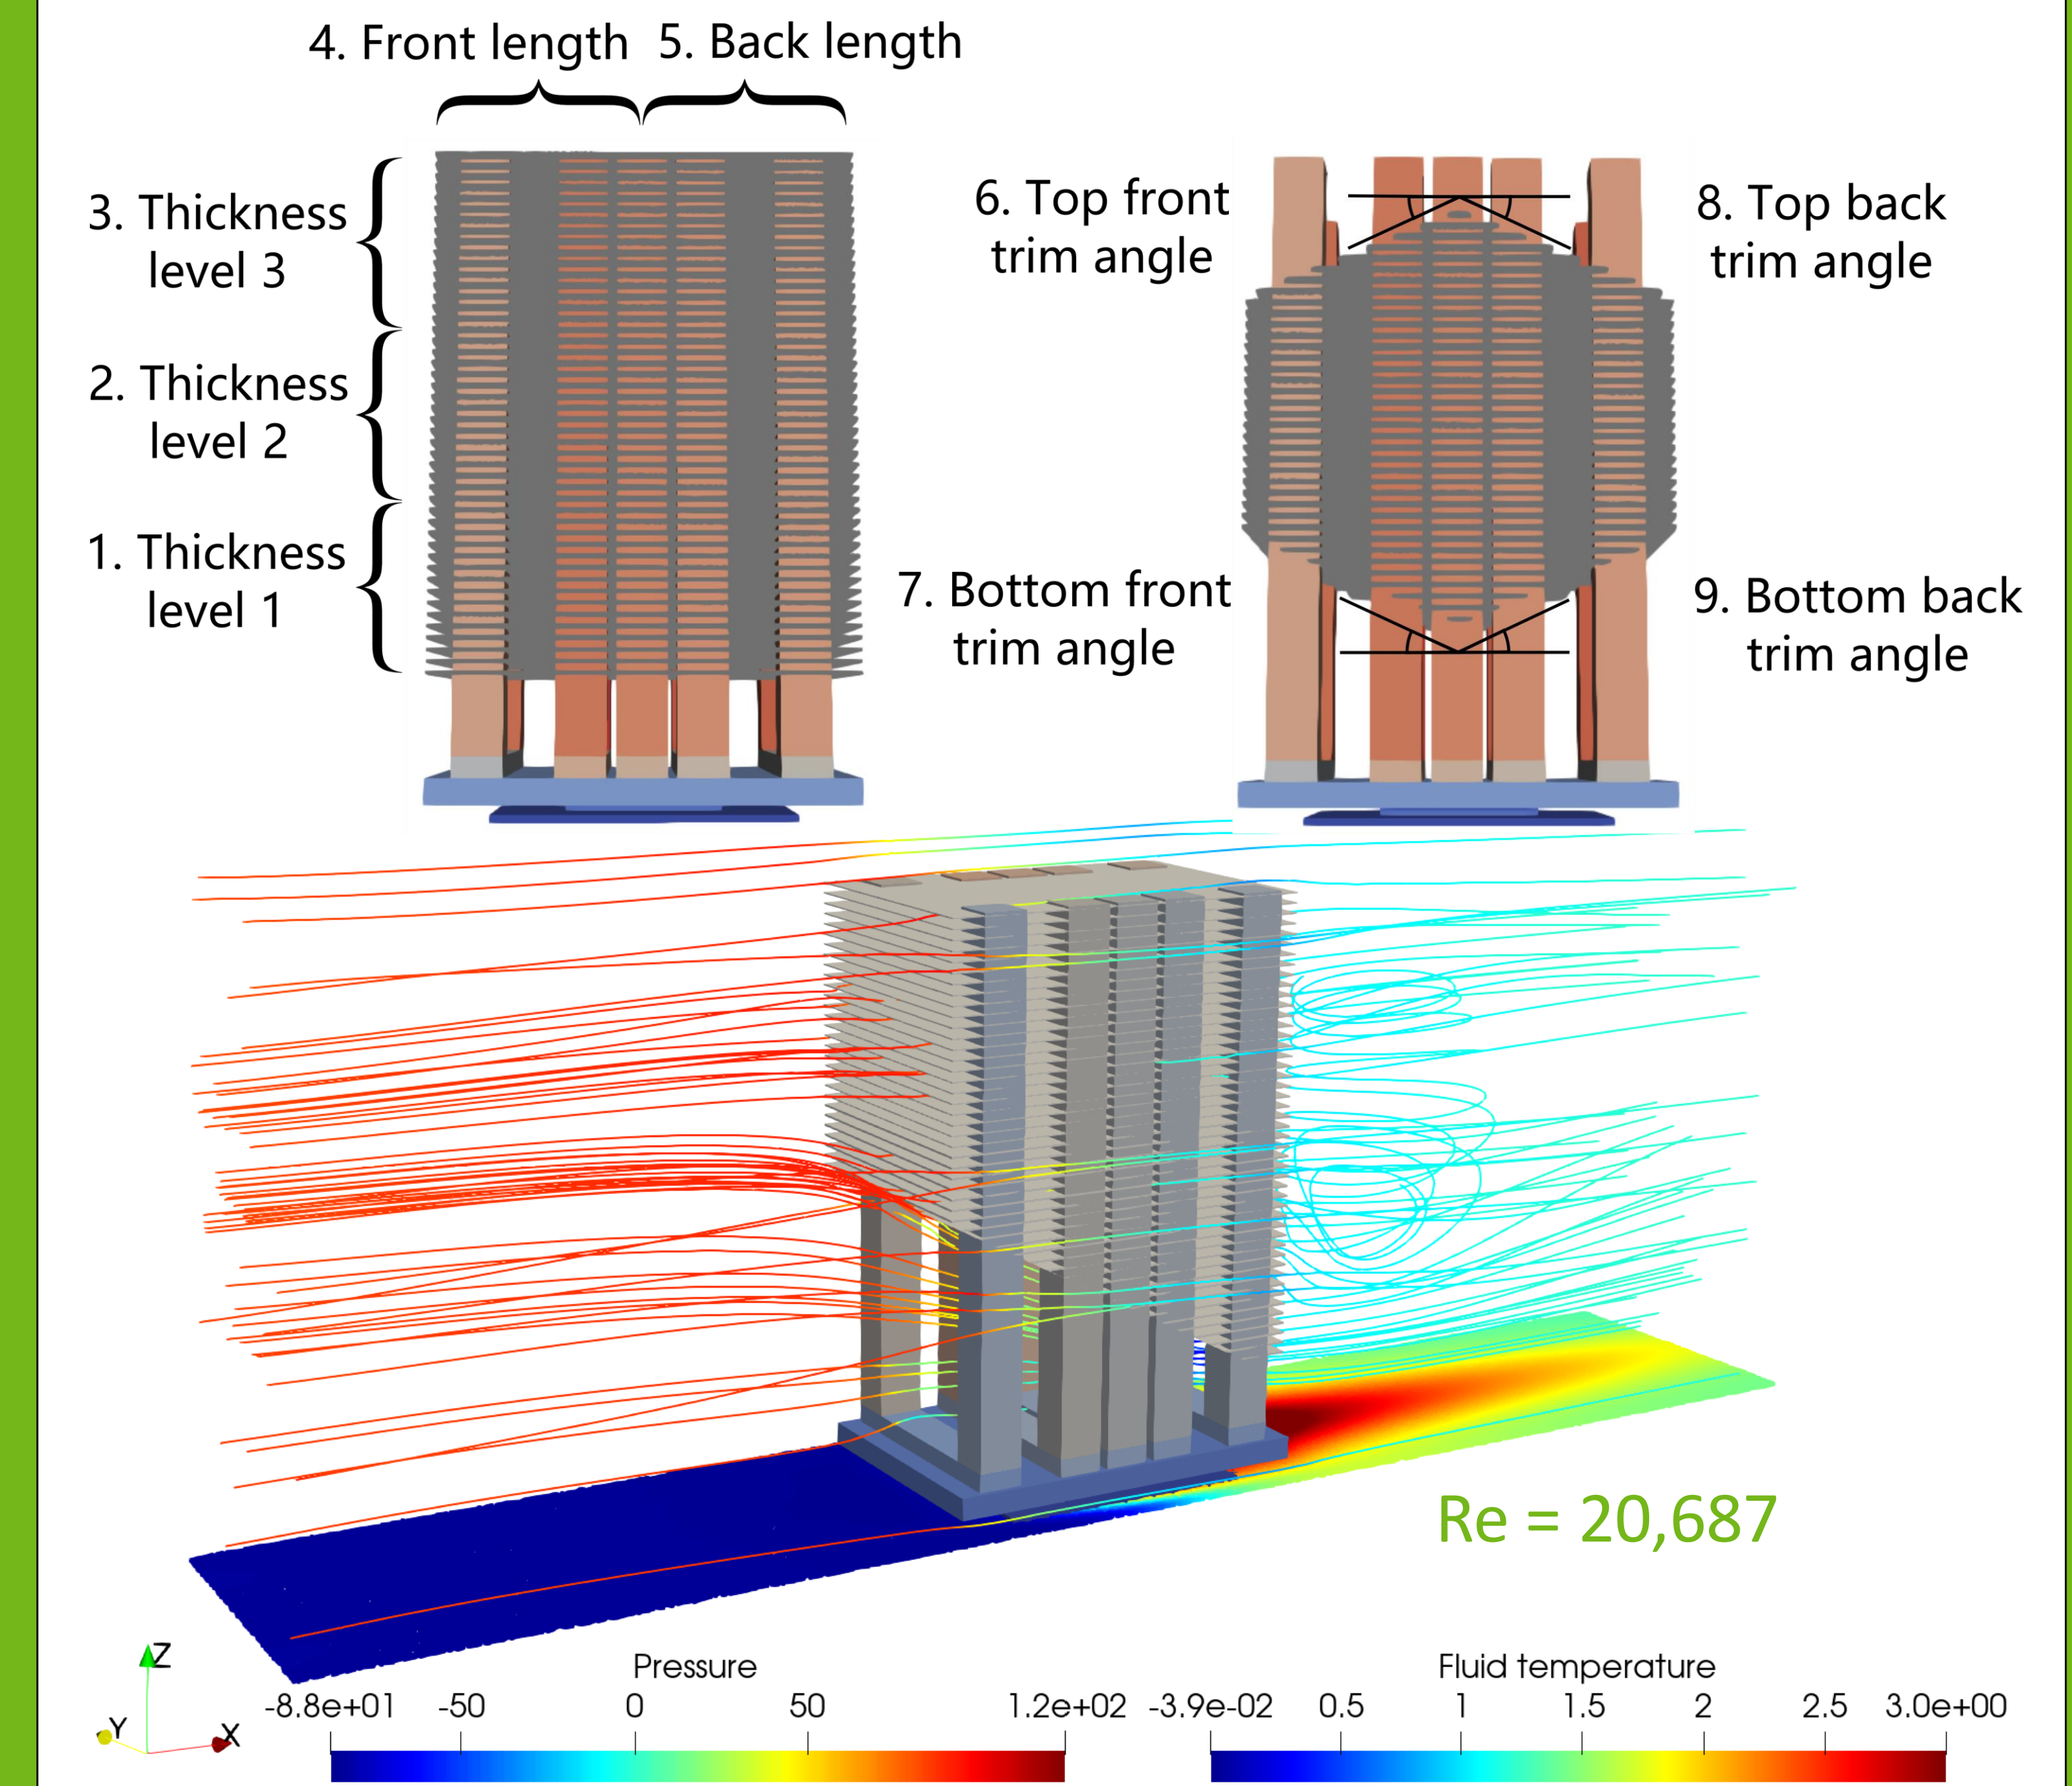 4. Front length 5. Back length
3. Thickness
level 3
2. Thickness
level 2
1. Thickness
level 1
6. Top front
trim angle
8. Top back
trim angle
7. Bottom front
trim angle
9. Bottom back
trim angle
Re = 20,687
Z
Y
X
Pressure
-8.8e+01 -50 0 50 1.2e+02
Fluid temperature
-3.9e-02 0.5 1 1.5 2 2.5 3.0e+00